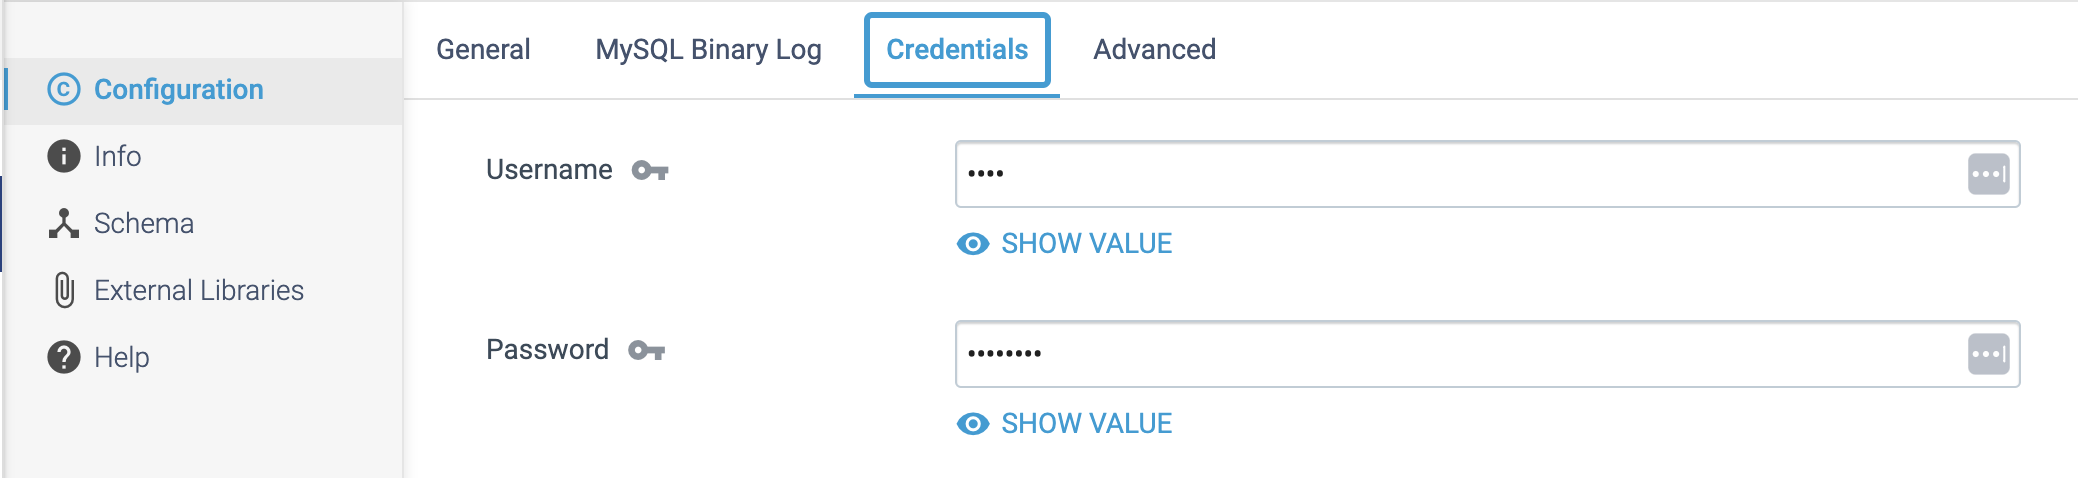 General
MySQL Binary Log
Credentials
Advanced
Configuration
Info
Schema
External Libraries
Help
Username
••••
SHOW VALUE
Password
••••••••
SHOW VALUE